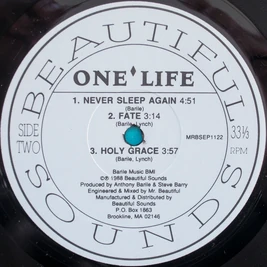 BEAUTIFUL
ONE LIFE
1. NEVER SLEEP AGAIN 4:51
(Barile)
2. FATE 3:14
(Barile, Lynch)
SIDE
TWO
MRBSEP1122
33⅓
RPM
3. HOLY GRACE 3:57
(Barile, Lynch)
Barile Music BMI
©℗ 1988 Beautiful Sounds
Produced by Anthony Barile & Steve Barry
Engineered & Mixed by Mr. Beautiful
Manufactured & Distributed by
Beautiful Sounds
P.O. Box 1863
Brookline, MA 02146
SOUNDS